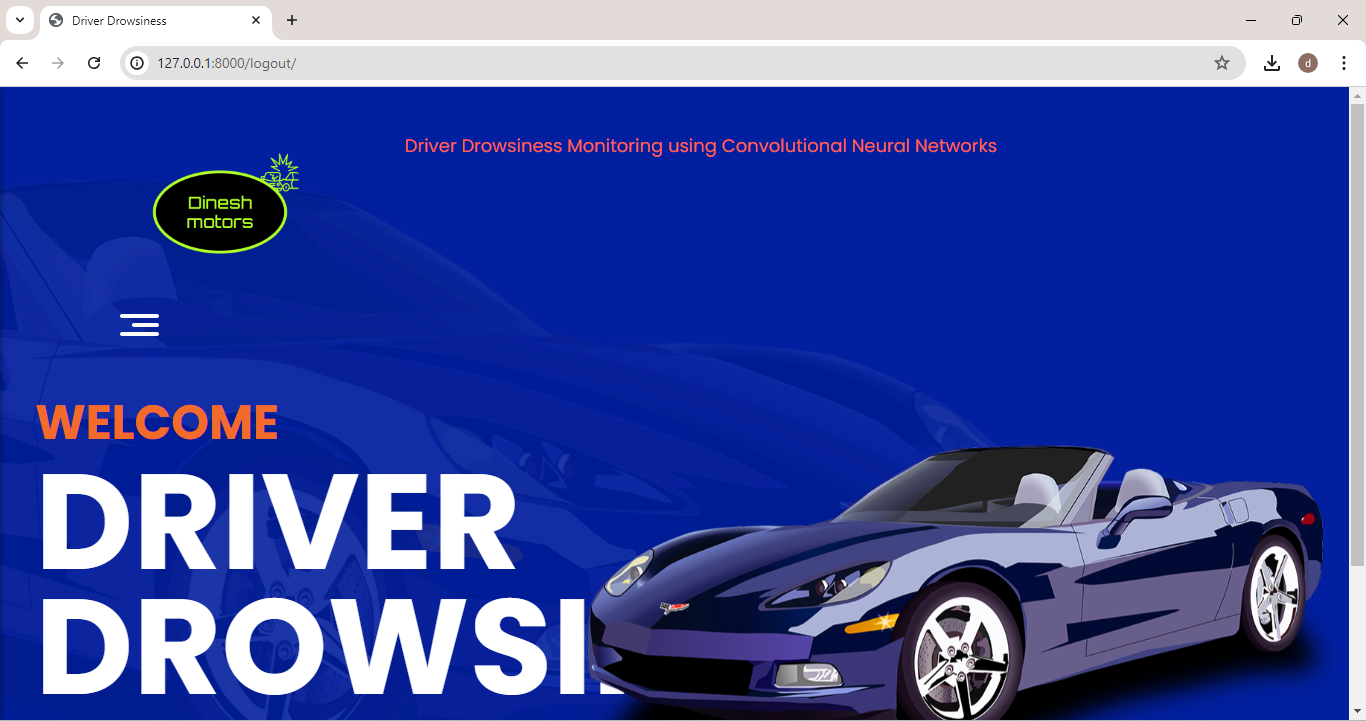 Driver Drowsiness
127.0.0.1:8000/logout/
d
Driver Drowsiness Monitoring using Convolutional Neural Networks
Dinesh
motors
WELCOME
DRIVER
DROWSI